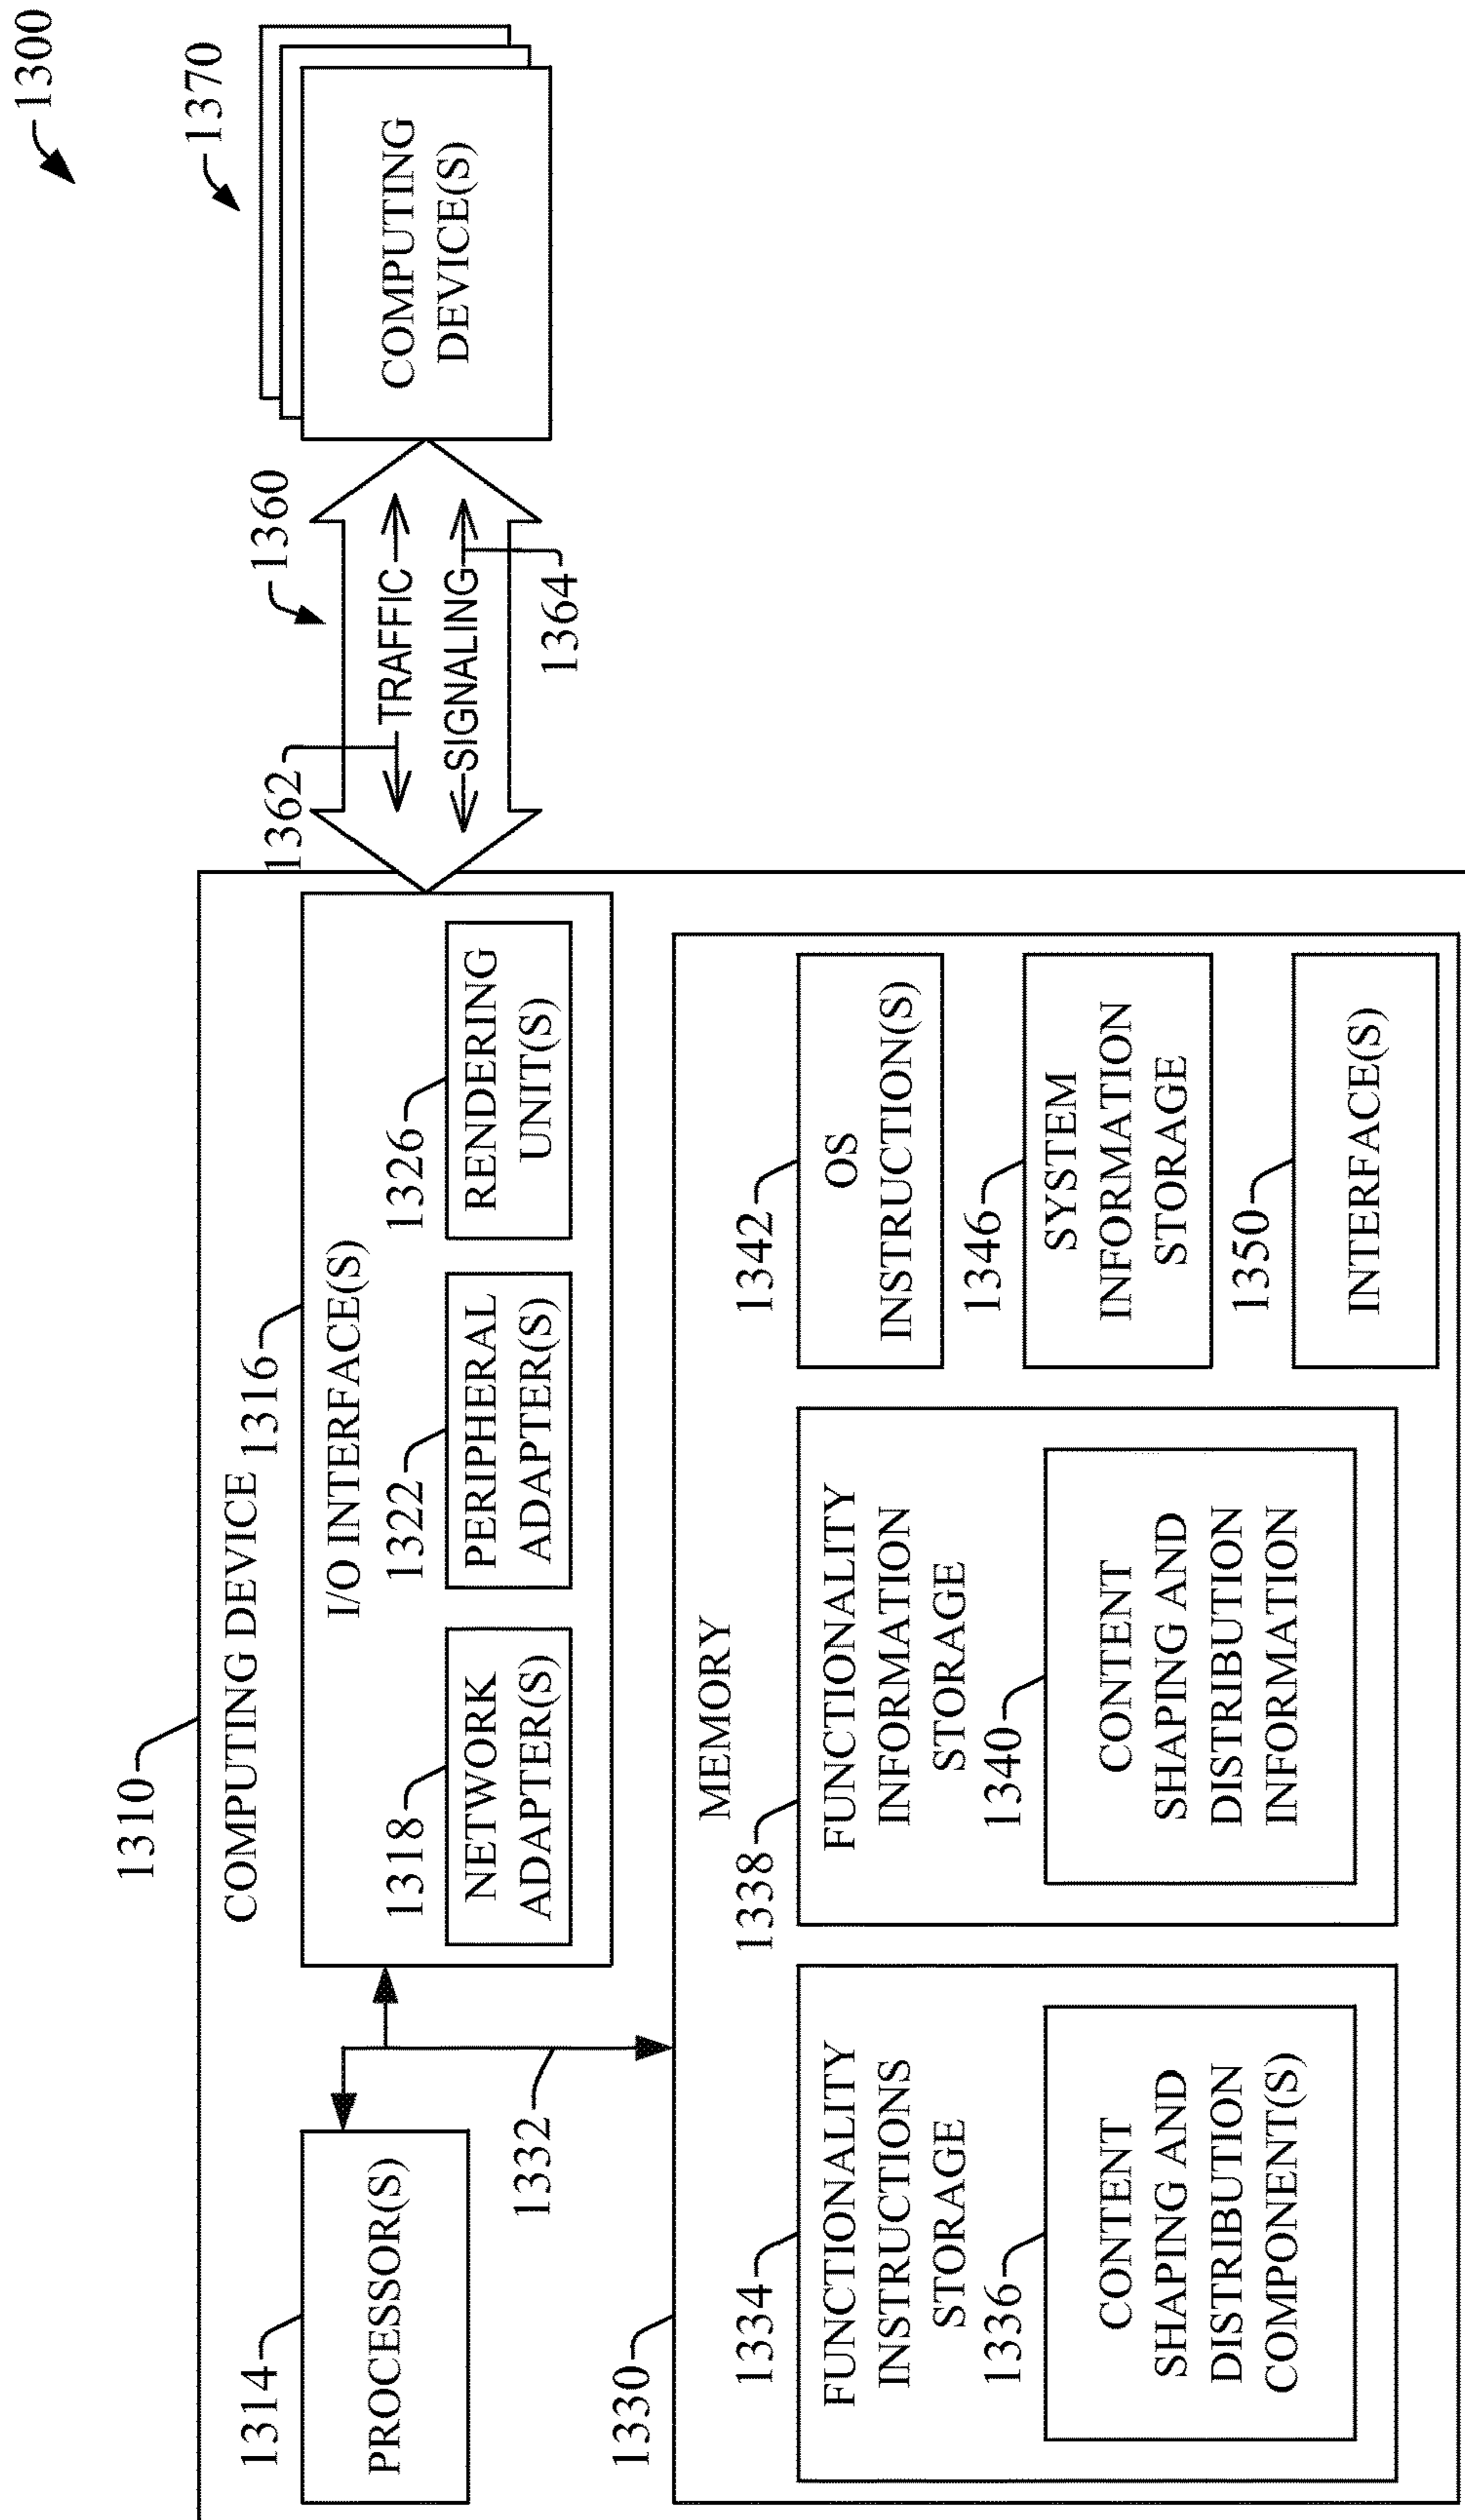 1300
1370
COMPUTING
DEVICE(S)
1360
1362
TRAFFIC
SIGNALING
1364
1310
COMPUTING DEVICE
1314
PROCESSOR(S)
1316
I/O INTERFACE(S)
1318
NETWORK
ADAPTER(S)
1322
PERIPHERAL
ADAPTER(S)
1326
RENDERING
UNIT(S)
1332
1330
MEMORY
1334
FUNCTIONALITY
INSTRUCTIONS
STORAGE
1336
CONTENT
SHAPING AND
DISTRIBUTION
COMPONENT(S)
1338
FUNCTIONALITY
INFORMATION
STORAGE
1340
CONTENT
SHAPING AND
DISTRIBUTION
INFORMATION
1342
OS
INSTRUCTION(S)
1346
SYSTEM
INFORMATION
STORAGE
1350
INTERFACE(S)